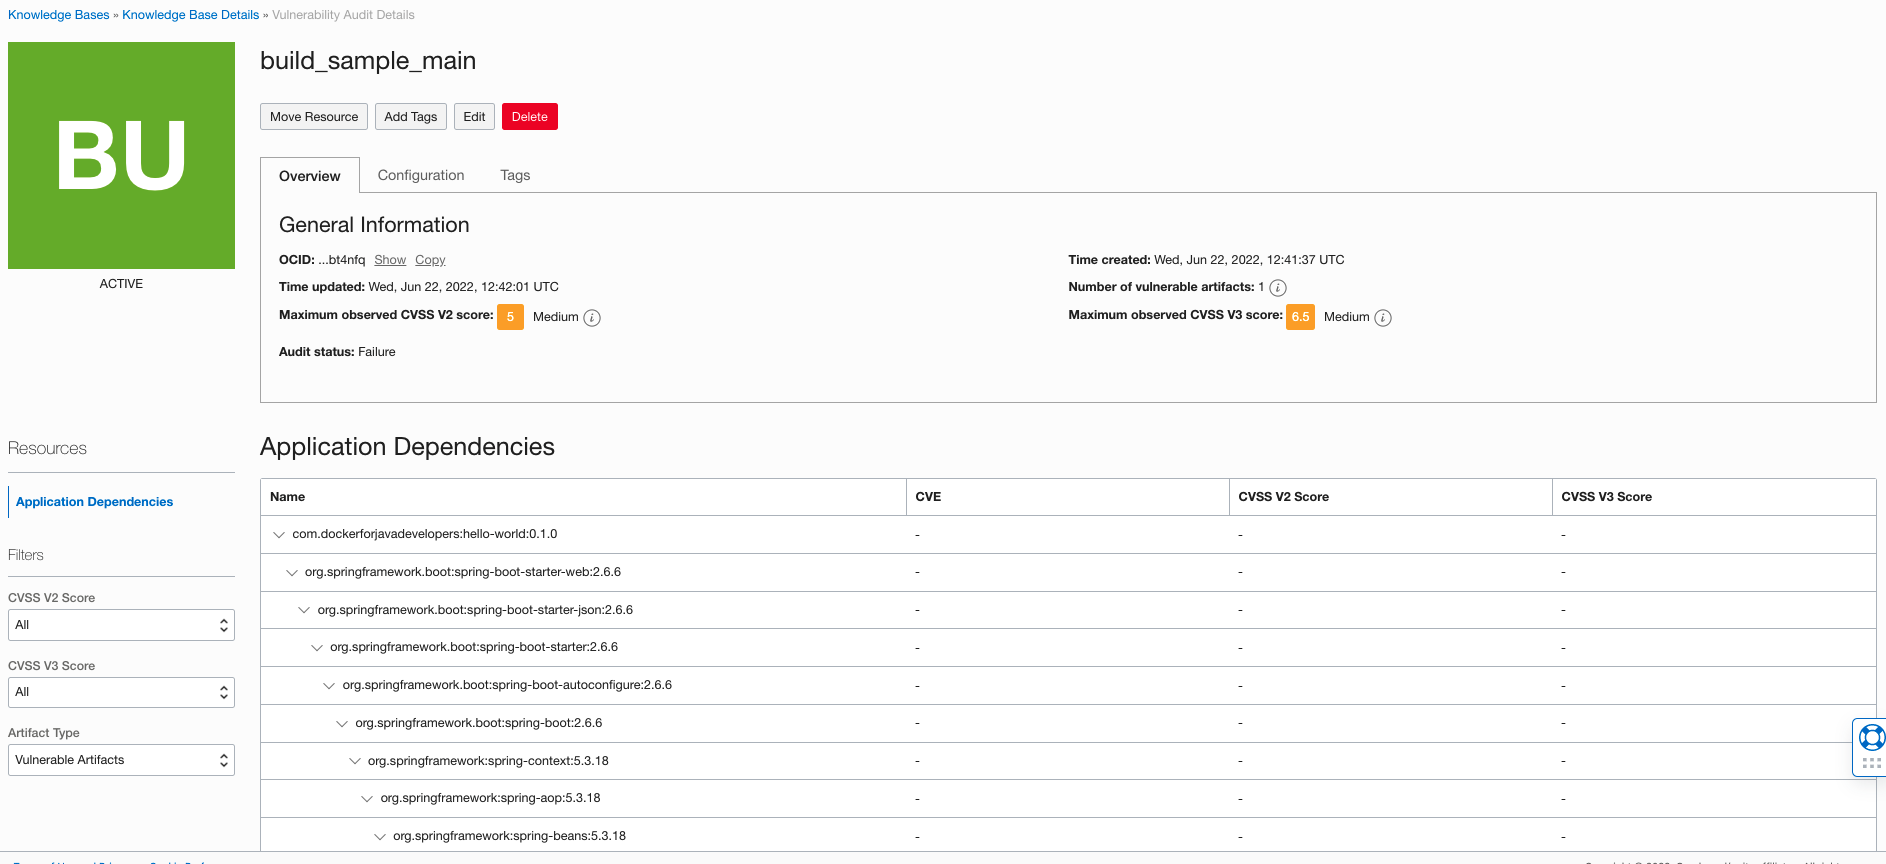 Knowledge Bases » Knowledge Base Details » Vulnerability Audit Details
BU
ACTIVE
build_sample_main
Move Resource Add Tags Edit Delete
Overview Configuration Tags
General Information
OCID: ...bt4nfq Show Copy
Time created: Wed, Jun 22, 2022, 12:41:37 UTC
Time updated: Wed, Jun 22, 2022, 12:42:01 UTC
Number of vulnerable artifacts: 1 i
Maximum observed CVSS V2 score: 5 Medium i
Maximum observed CVSS V3 score: 6.5 Medium i
Audit status: Failure
Resources
Application Dependencies
Filters
CVSS V2 Score
All
CVSS V3 Score
All
Artifact Type
Vulnerable Artifacts
Application Dependencies
Name CVE CVSS V2 Score CVSS V3 Score
com.dockerforjavadevelopers:hello-world:0.1.0 - - -
org.springframework.boot:spring-boot-starter-web:2.6.6 - - -
org.springframework.boot:spring-boot-starter-json:2.6.6 - - -
org.springframework.boot:spring-boot-starter:2.6.6 - - -
org.springframework.boot:spring-boot-autoconfigure:2.6.6 - - -
org.springframework.boot:spring-boot:2.6.6 - - -
org.springframework:spring-context:5.3.18 - - -
org.springframework:spring-aop:5.3.18 - - -
org.springframework:spring-beans:5.3.18 - - -